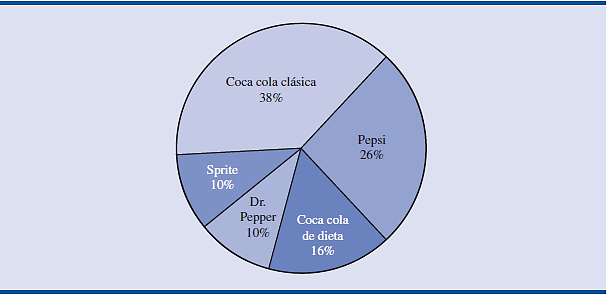 Coca cola clásica
38%
Pepsi
26%
Sprite
10%
Dr.
Pepper
10%
Coca cola
de dieta
16%